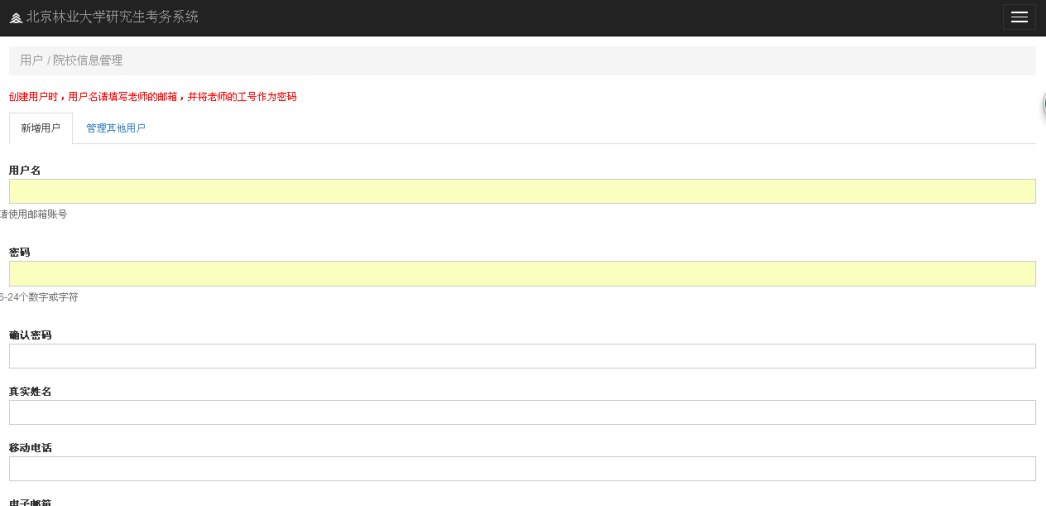 北京林业大学研究生考务系统
用户 / 院校信息管理
创建用户时，用户名请填写老师的邮箱，并将老师的工号作为密码
新增用户 管理其他用户
用户名
请使用邮箱账号
密码
6-24个数字或字符
确认密码
真实姓名
移动电话
电子邮箱